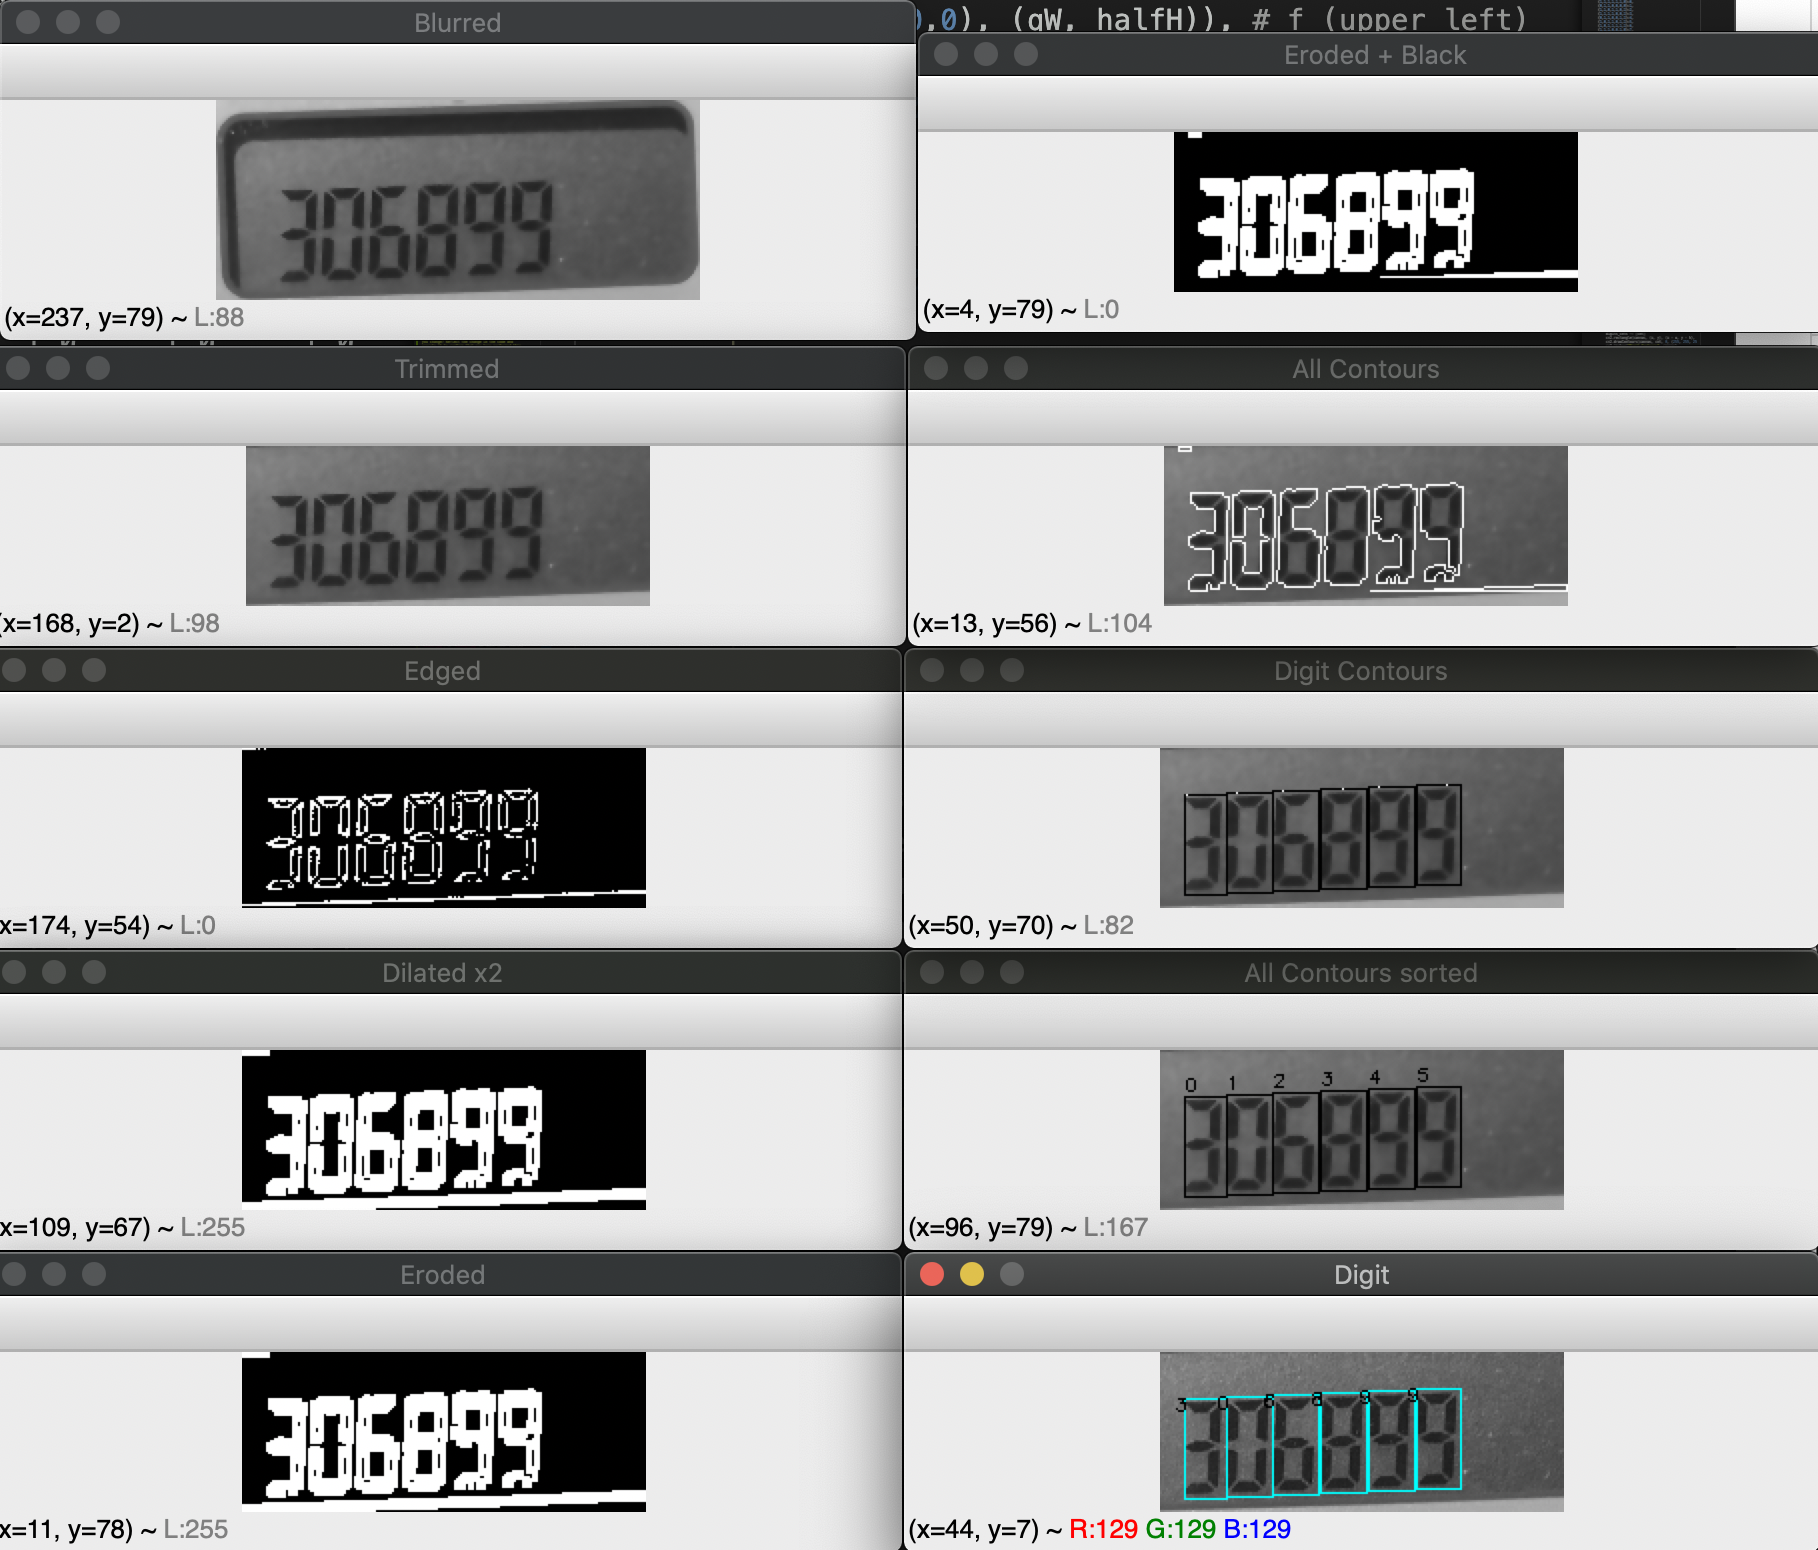 Blurred
306899
(x=237, y=79) ~ L:88
,0), (qW, halfH)), # f (upper left)
Eroded + Black
306899
(x=4, y=79) ~ L:0
Trimmed
306899
(x=168, y=2) ~ L:98
All Contours
306899
(x=13, y=56) ~ L:104
Edged
306899
x=174, y=54) ~ L:0
Digit Contours
306899
(x=50, y=70) ~ L:82
Dilated x2
306899
x=109, y=67) ~ L:255
All Contours sorted
0 1 2 3 4 5
306899
(x=96, y=79) ~ L:167
Eroded
306899
x=11, y=78) ~ L:255
Digit
3 0 6 8 9 9
306899
(x=44, y=7) ~ R:129 G:129 B:129